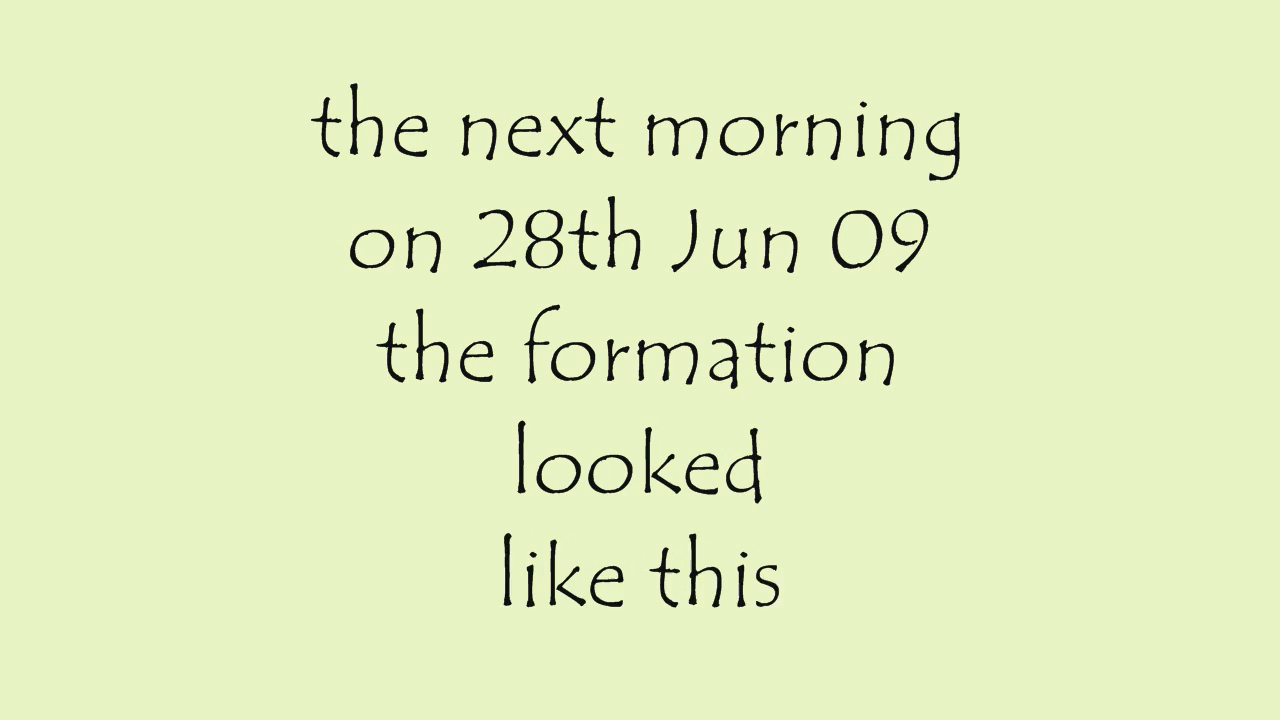 the next morning
on 28th Jun 09
the formation
looked
like this